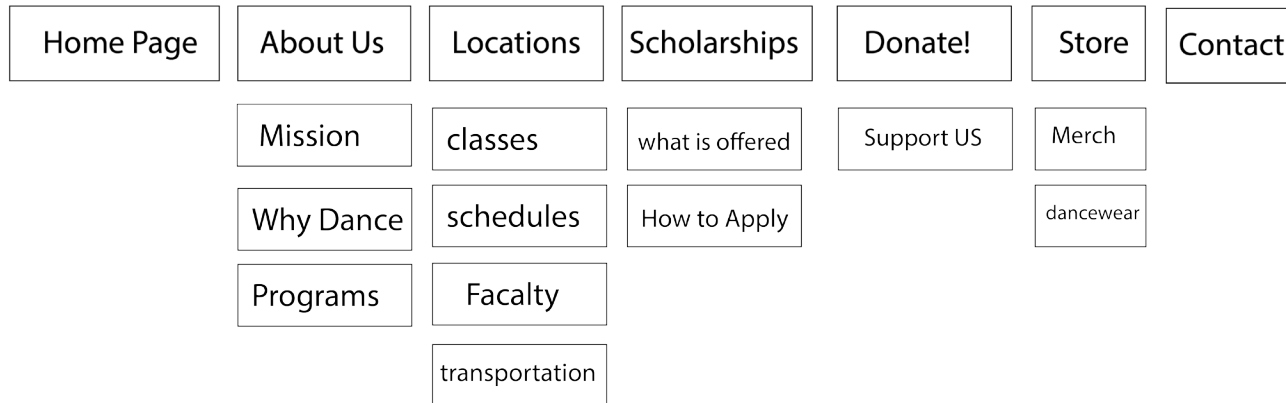 Home Page
About Us
Locations
Scholarships
Donate!
Store
Contact
Mission
Why Dance
Programs
classes
schedules
Facalty
transportation
what is offered
How to Apply
Support US
Merch
dancewear